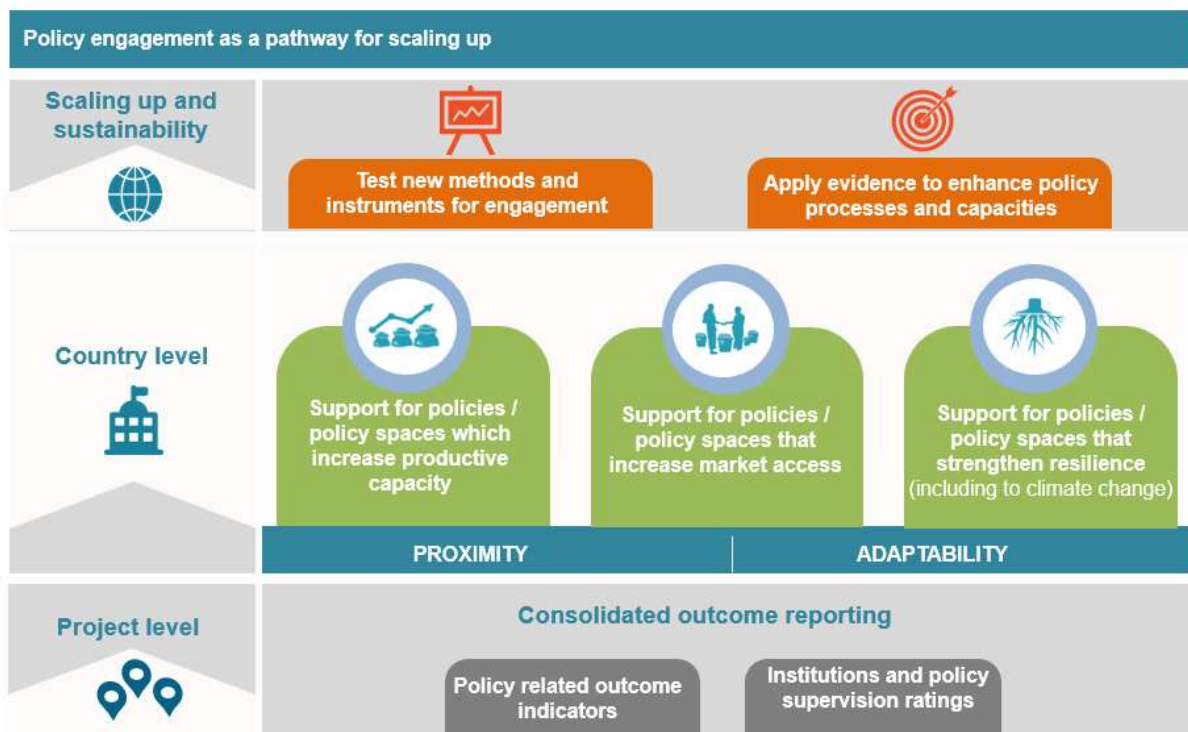 Policy engagement as a pathway for scaling up
Scaling up and
sustainability
Test new methods and
instruments for engagement
Apply evidence to enhance policy
processes and capacities
Country level
Support for policies /
policy spaces which
increase productive
capacity
Support for policies /
policy spaces that
increase market access
Support for policies /
policy spaces that
strengthen resilience
(including to climate change)
PROXIMITY
ADAPTABILITY
Project level
Consolidated outcome reporting
Policy related outcome
indicators
Institutions and policy
supervision ratings